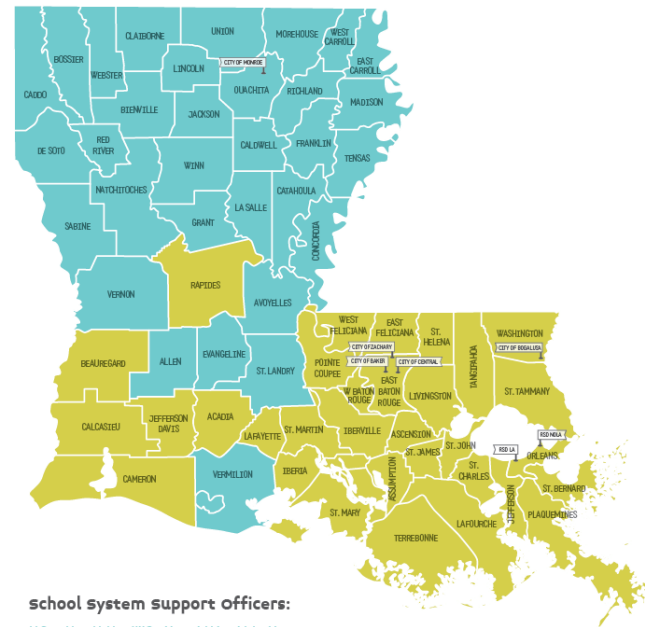 CLAIBORNE
UNION
MOREHOUSE
WEST
CARROLL
BOSSIER
WEBSTER
LINCOLN
CITY OF MONROE
EAST
CARROLL
CADDO
OUACHITA
RICHLAND
MADISON
BIENVILLE
JACKSON
DE SOTO
RED
RIVER
CALDWELL
FRANKLIN
TENSAS
WINN
NATCHITOCHES
CATAHOULA
LA SALLE
SABINE
GRANT
CONCORDIA
RAPIDES
VERNON
AVOYELLES
WEST
FELICIANA
EAST
FELICIANA
ST.
HELENA
TANGIPAHOA
WASHINGTON
CITY OF BOGALUSA
CITY OF ZACHARY
CITY OF BAKER
CITY OF CENTRAL
BEAUREGARD
ALLEN
EVANGELINE
ST. LANDRY
POINTE
COUPEE
W BATON
ROUGE
EAST
BATON
ROUGE
LIVINGSTON
ST. TAMMANY
CALCASIEU
JEFFERSON
DAVIS
ACADIA
LAFAYETTE
ST. MARTIN
IBERVILLE
ASCENSION
ST. JAMES
ST. JOHN
RSD LA
RSD NOLA
ORLEANS
CAMERON
VERMILION
IBERIA
ASSUMPTION
ST.
CHARLES
JEFFERSON
ST. BERNARD
PLAQUEMINES
ST. MARY
LAFOURCHE
TERREBONNE
School System Support Officers: